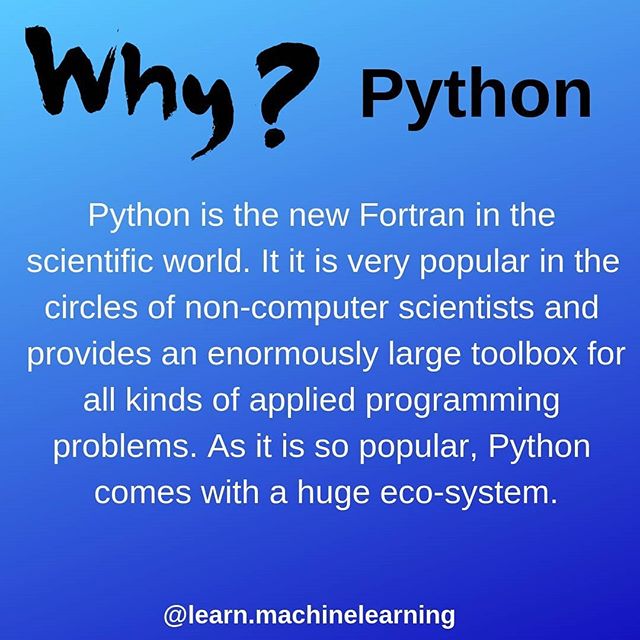 Why? Python
Python is the new Fortran in the
scientific world. It it is very popular in the
circles of non-computer scientists and
provides an enormously large toolbox for
all kinds of applied programming
problems. As it is so popular, Python
comes with a huge eco-system.
@learn.machinelearning